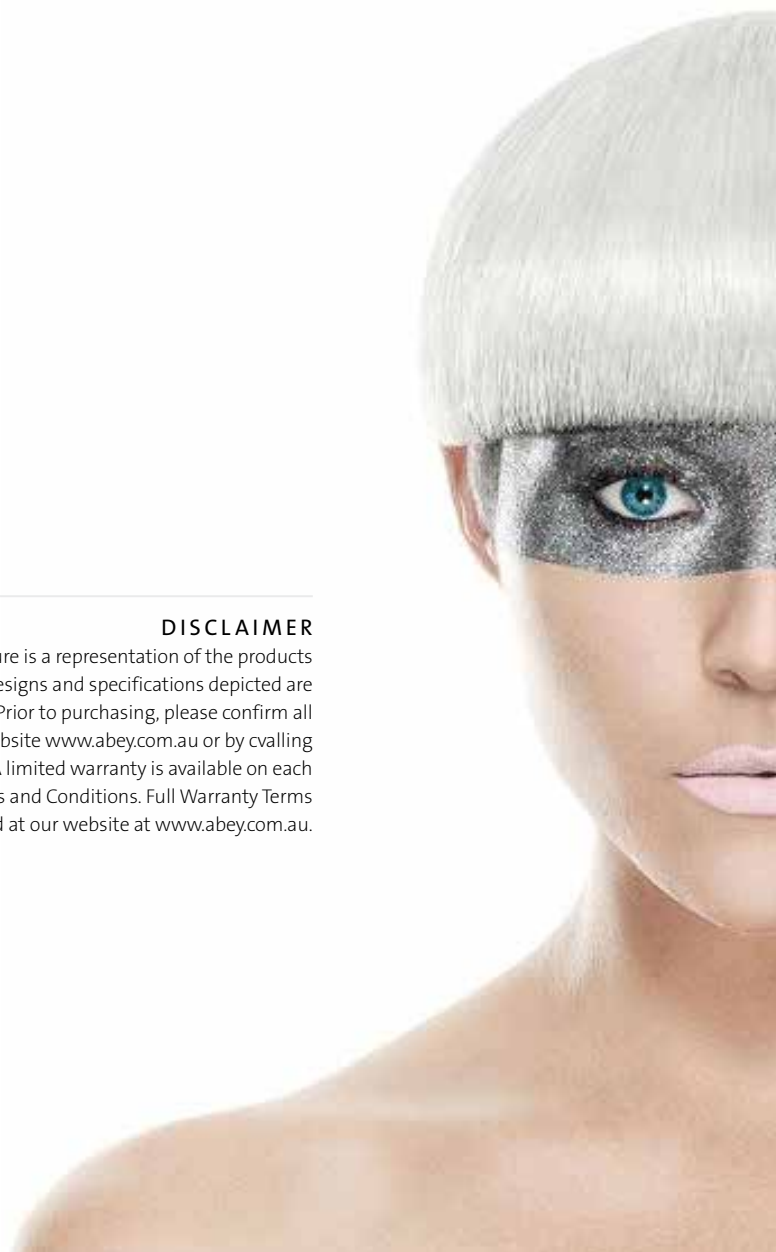 DISCLAIMER
is a representation of the products
and specifications depicted are
Prior to purchasing, please confirm all
www.abey.com.au or by cvalling
limited warranty is available on each
and Conditions. Full Warranty Terms
at our website at www.abey.com.au.